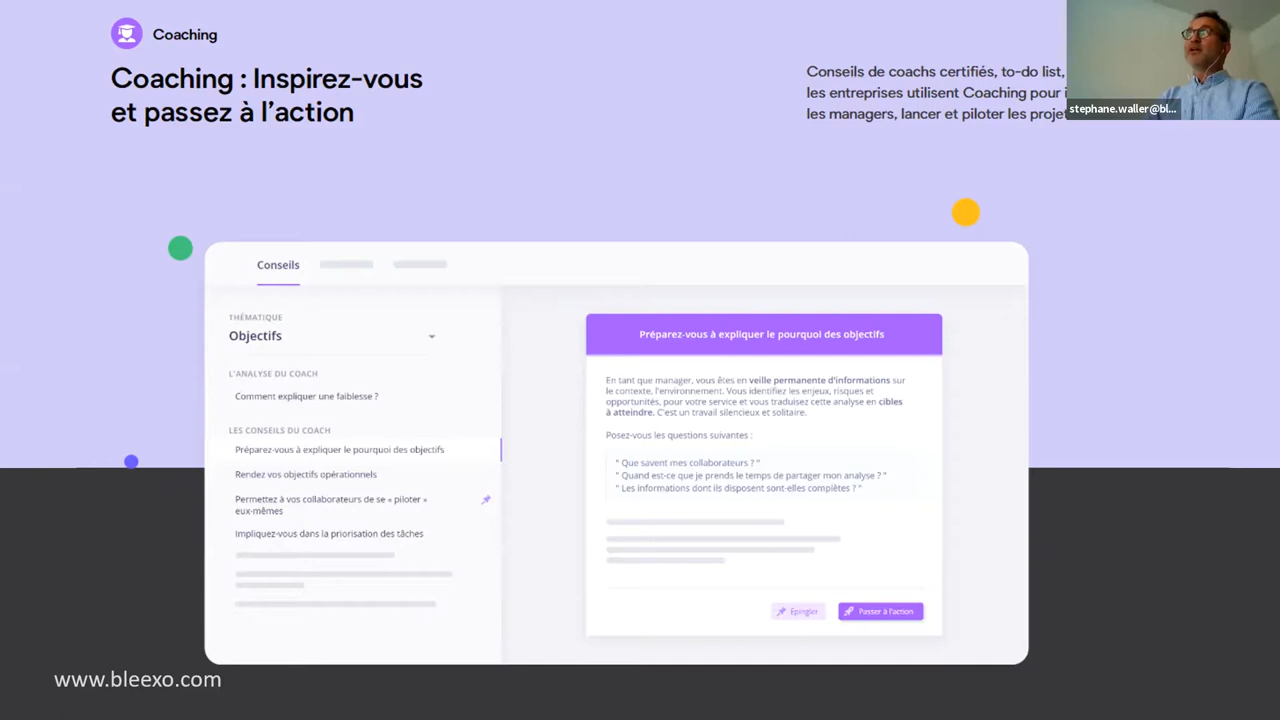 Coaching
Coaching : Inspirez-vous
et passez à l'action
Conseils de coachs certifiés, to-do list,
les entreprises utilisent Coaching pour
les managers, lancer et piloter les
stephane.waller@bl...
Conseils
THÉMATIQUE
Objectifs
L'ANALYSE DU COACH
Comment expliquer une faiblesse ?
LES CONSEILS DU COACH
Préparez-vous à expliquer le pourquoi des objectifs
Rendez vos objectifs opérationnels
Permettez à vos collaborateurs de se « piloter »
eux-mêmes
Impliquez-vous dans la priorisation des tâches
Préparez-vous à expliquer le pourquoi des objectifs
En tant que manager, vous êtes en veille permanente d'informations sur
le contexte, l'environnement. Vous identifiez les enjeux, risques et
opportunités, pour votre service et vous traduisez cette analyse en cibles
à atteindre. C'est un travail silencieux et solitaire.
Posez-vous les questions suivantes :
" Que savent mes collaborateurs ? "
" Quand est-ce que je prends le temps de partager mon analyse ? "
" Les informations dont ils disposent sont-elles complètes ? "
Epingler
Passer à l'action
www.bleexo.com